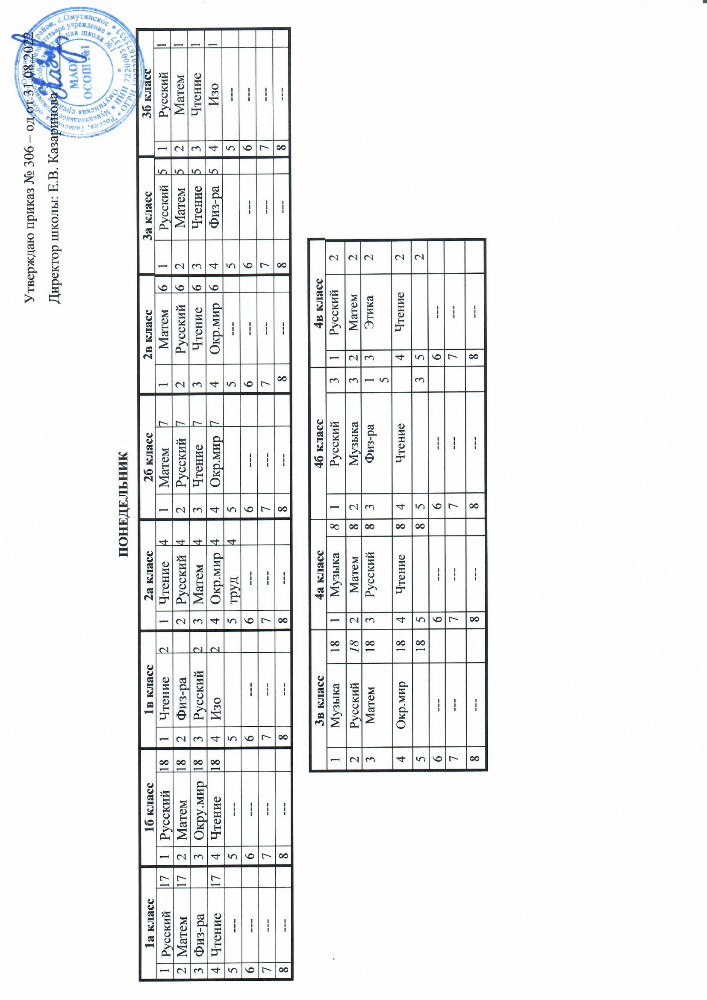 Утверждаю приказ № 306 – од от 31.08.2022
Директор школы: Е.В. Казаринова
МАОУ
ОСОШ №1
ПОНЕДЕЛЬНИК
1а класс 1б класс 1в класс 2а класс 2б класс 2в класс 3а класс 3б класс
1 Русский 17 1 Русский 18 1 Чтение 2 1 Чтение 4 1 Матем 7 1 Матем 6 1 Русский 5 1 Русский 1
2 Матем 17 2 Матем 18 2 Физ-ра 2 Русский 4 2 Русский 7 2 Русский 6 2 Матем 5 2 Матем 1
3 Физ-ра 3 Окру.мир 18 3 Русский 2 3 Матем 4 3 Чтение 7 3 Чтение 6 3 Чтение 5 3 Чтение 1
4 Чтение 17 4 Чтение 18 4 Изо 2 4 Окр.мир 4 4 Окр.мир 7 4 Окр.мир 6 4 Физ-ра 5 4 Изо 1
5 --- 5 --- 5 5 труд 4 5 5 --- 5 5 ---
6 --- 6 --- 6 --- 6 --- 6 --- 6 --- 6 --- 6 ---
7 --- 7 --- 7 --- 7 --- 7 --- 7 --- 7 --- 7 ---
8 --- 8 --- 8 --- 8 --- 8 --- 8 --- 8 --- 8 ---
3в класс 4а класс 4б класс 4в класс
1 Музыка 18 1 Музыка 8 1 Русский 3 1 Русский 2
2 Русский 18 2 Матем 8 2 Музыка 3 2 Матем 2
3 Матем 18 3 Русский 8 3 Физ-ра 1 3 Этика 2
5
4 Окр.мир 18 4 Чтение 8 4 Чтение 4 Чтение 2
5 18 5 8 5 3 5 2
6 --- 6 --- 6 --- 6 ---
7 --- 7 --- 7 --- 7 ---
8 --- 8 --- 8 --- 8 ---